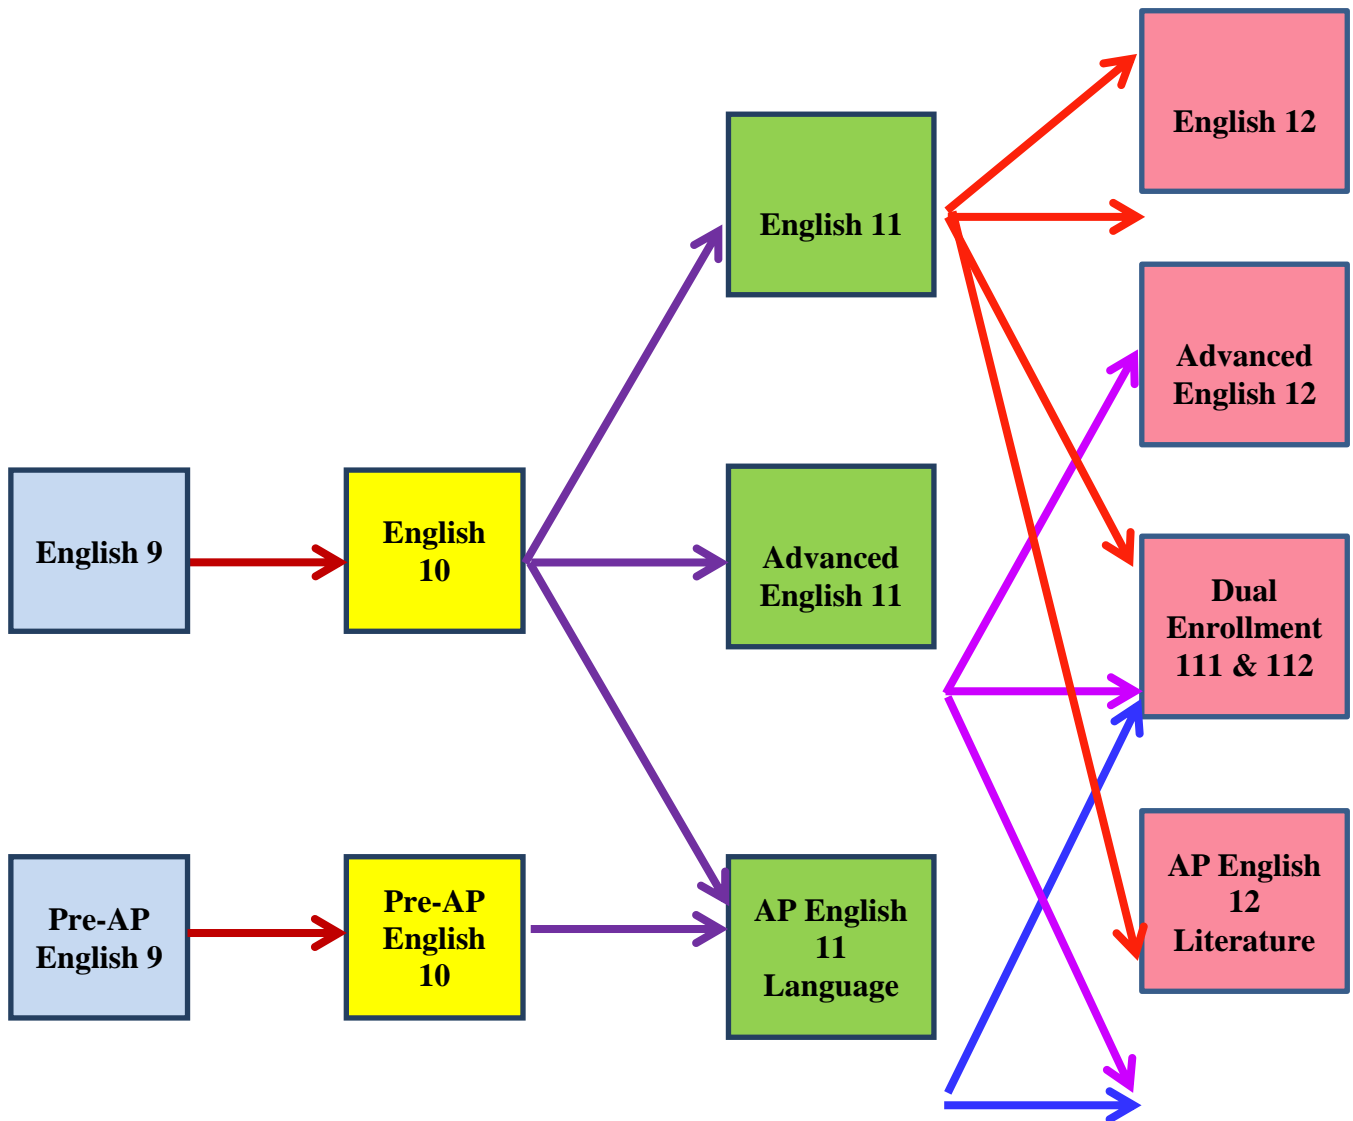 English 9
Pre-AP
English 9
English
10
Pre-AP
English
10
English 11
Advanced
English 11
AP English
11
Language
English 12
Advanced
English 12
Dual
Enrollment
111 & 112
AP English
12
Literature